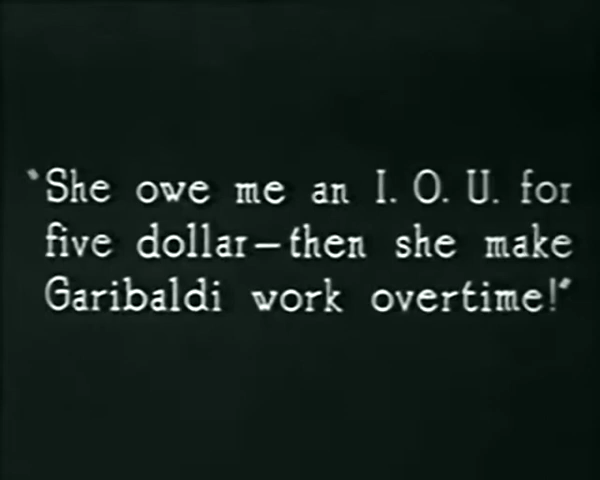 "She owe me an I. O. U. for
five dollar—then she make
Garibaldi work overtime!"